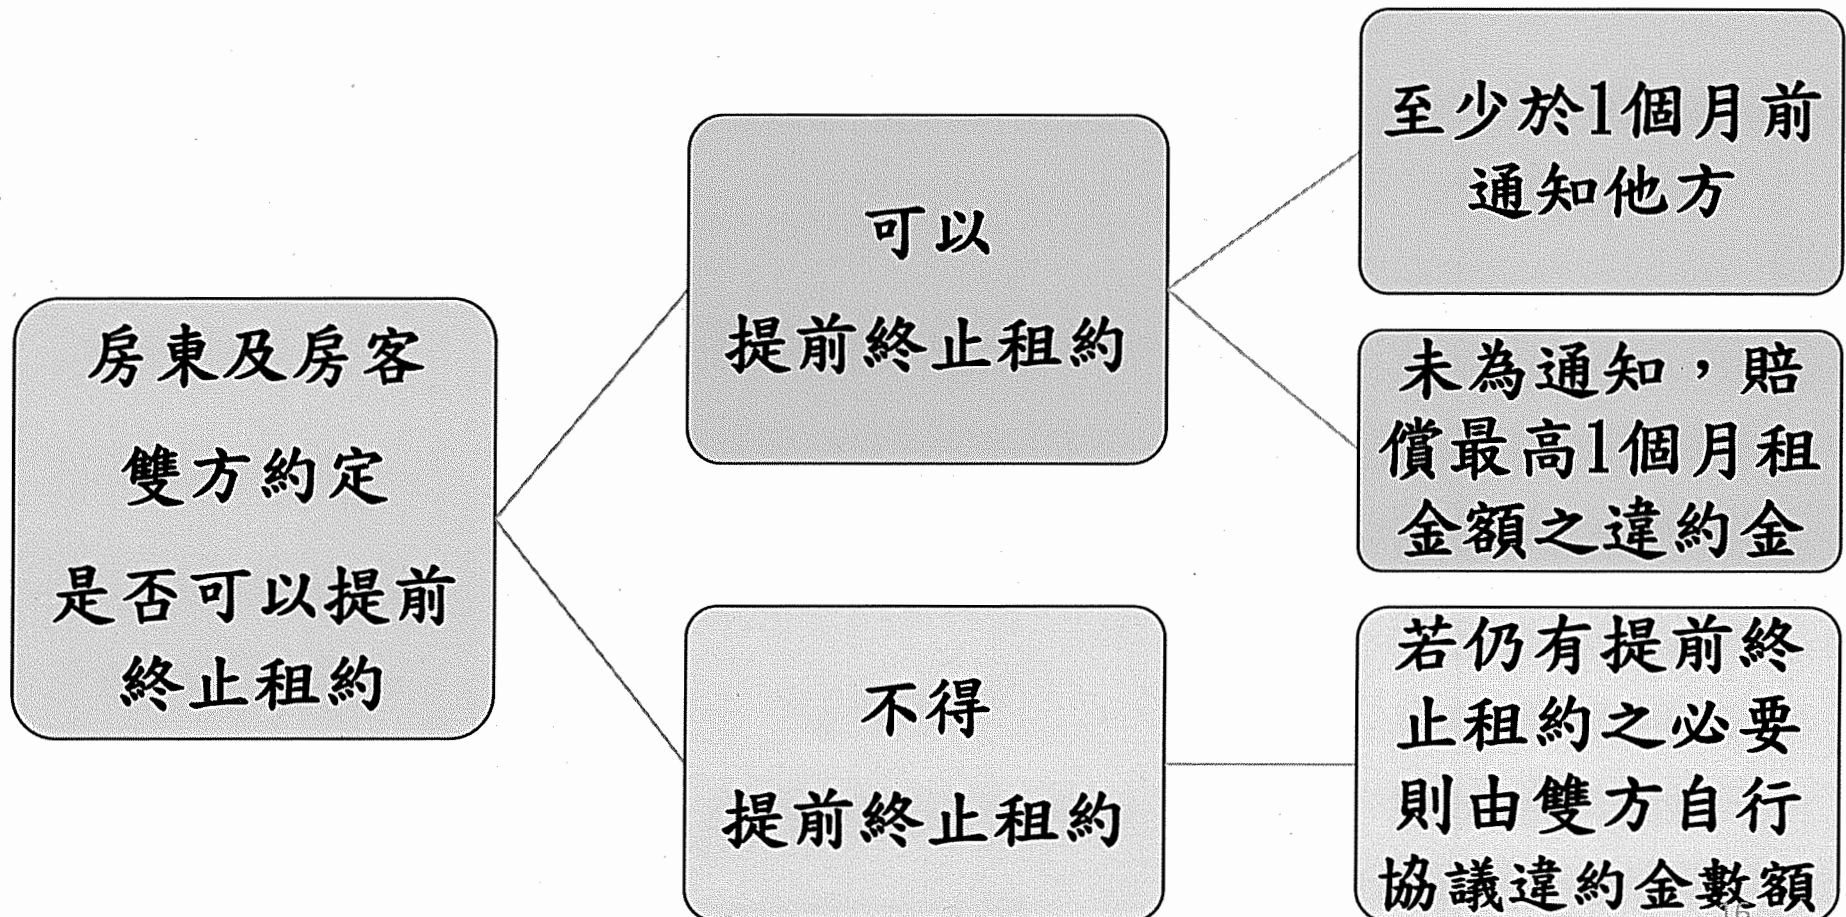 房東及房客
雙方約定
是否可以提前
終止租約
可以
提前終止租約
至少於1個月前
通知他方
未為通知，賠
償最高1個月租
金額之違約金
不得
提前終止租約
若仍有提前終
止租約之必要
則由雙方自行
協議違約金數額
16